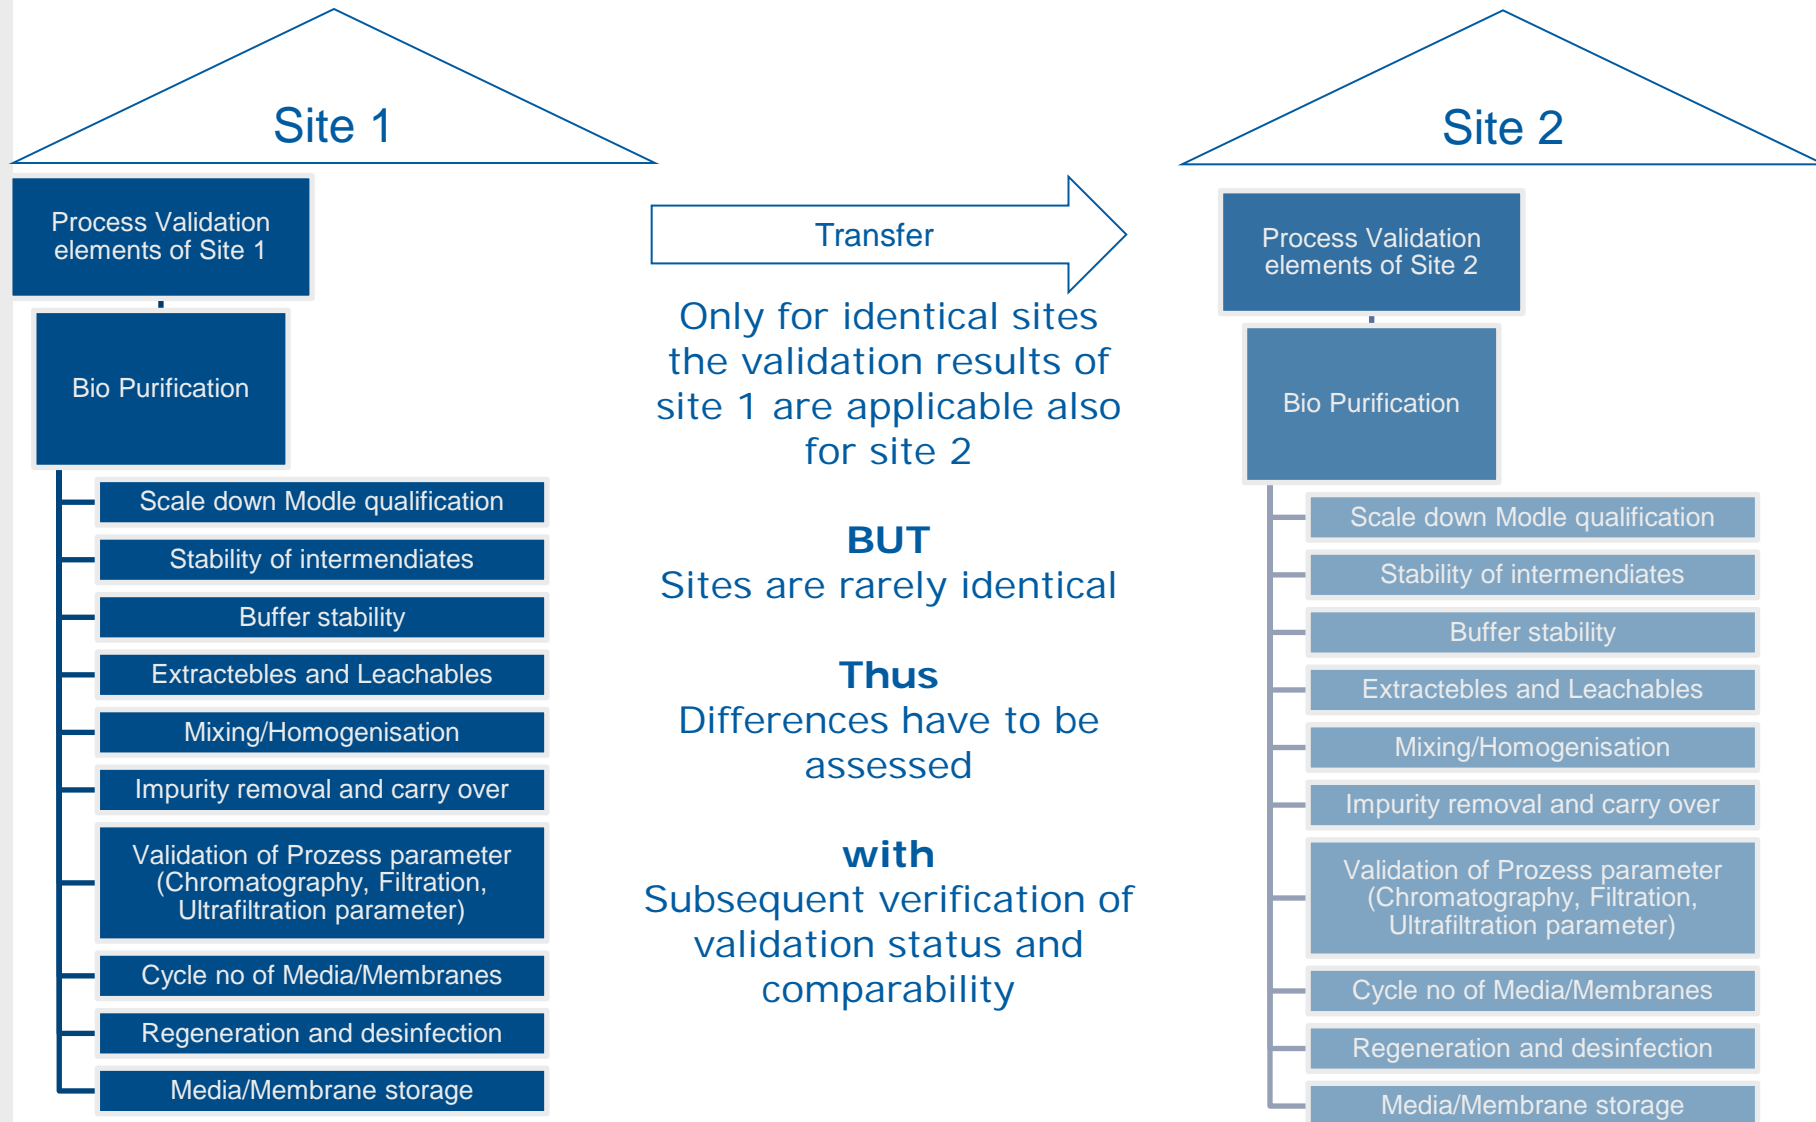 Site 1
Process Validation
elements of Site 1
Bio Purification
Scale down Modle qualification
Stability of intermendiates
Buffer stability
Extractebles and Leachables
Mixing/Homogenisation
Impurity removal and carry over
Validation of Prozess parameter
(Chromatography, Filtration,
Ultrafiltration parameter)
Cycle no of Media/Membranes
Regeneration and desinfection
Media/Membrane storage
Transfer
Only for identical sites
the validation results of
site 1 are applicable also
for site 2
BUT
Sites are rarely identical
Thus
Differences have to be
assessed
with
Subsequent verification of
validation status and
comparability
Site 2
Process Validation
elements of Site 2
Bio Purification
Scale down Modle qualification
Stability of intermendiates
Buffer stability
Extractebles and Leachables
Mixing/Homogenisation
Impurity removal and carry over
Validation of Prozess parameter
(Chromatography, Filtration,
Ultrafiltration parameter)
Cycle no of Media/Membranes
Regeneration and desinfection
Media/Membrane storage